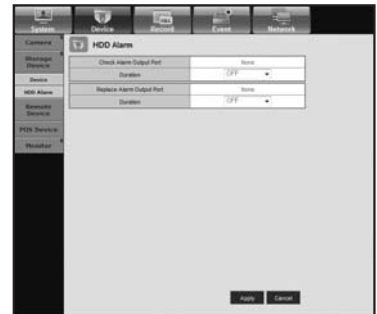 System Device Record Event Network
Camera
Storage Device
Device
HDD Alarm
Remote Device
POS Device
Monitor
HDD Alarm
Check Alarm Output Port None
Duration OFF
Replace Alarm Output Port None
Duration OFF
Apply Cancel